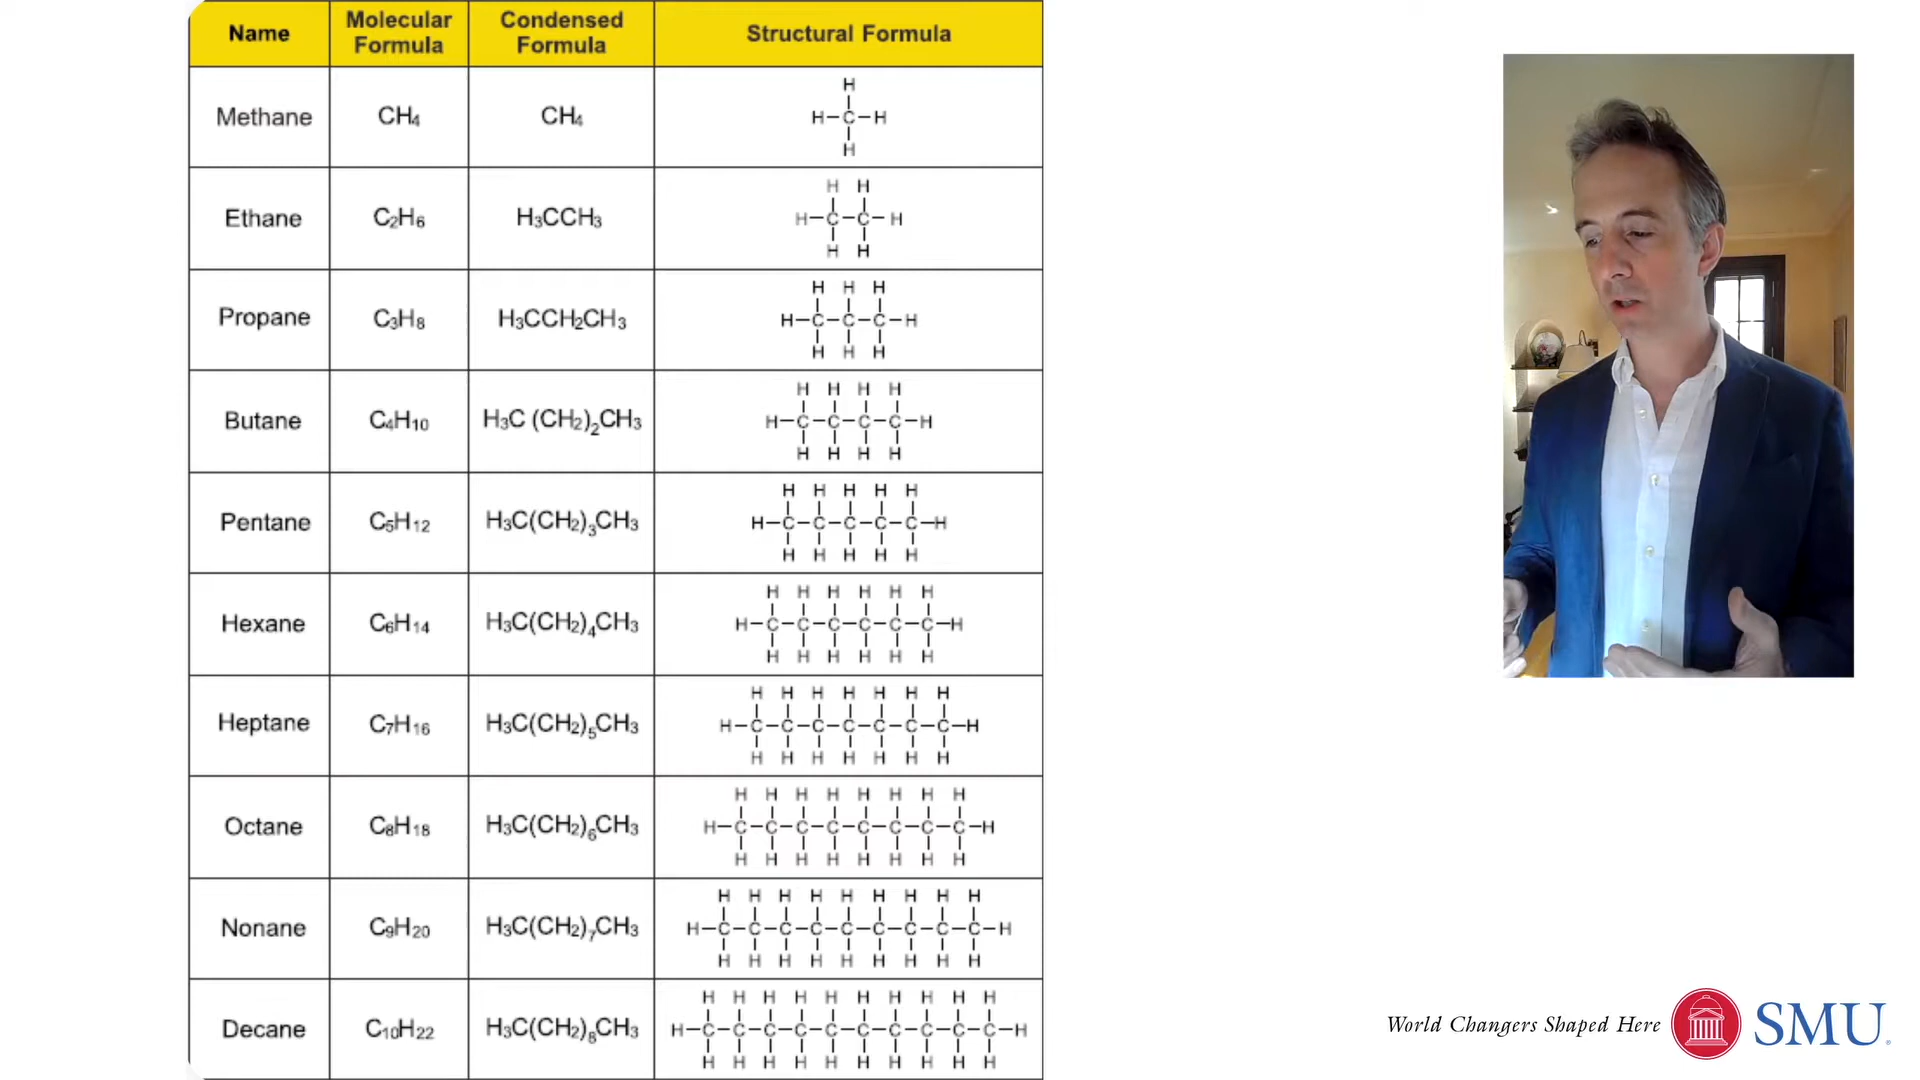 Name Molecular Formula Condensed Formula Structural Formula
Methane CH₄ CH₄
H
H–C–H
H
Ethane C₂H₆ H₃CCH₃
H H
H–C–C–H
H H
Propane C₃H₈ H₃CCH₂CH₃
H H H
H–C–C–C–H
H H H
Butane C₄H₁₀ H₃C (CH₂)₂CH₃
H H H H
H–C–C–C–C–H
H H H H
Pentane C₅H₁₂ H₃C(CH₂)₃CH₃
H H H H H
H–C–C–C–C–C–H
H H H H H
Hexane C₆H₁₄ H₃C(CH₂)₄CH₃
H H H H H H
H–C–C–C–C–C–C–H
H H H H H H
Heptane C₇H₁₆ H₃C(CH₂)₅CH₃
H H H H H H H
H–C–C–C–C–C–C–C–H
H H H H H H H
Octane C₈H₁₈ H₃C(CH₂)₆CH₃
H H H H H H H H
H–C–C–C–C–C–C–C–C–H
H H H H H H H H
Nonane C₉H₂₀ H₃C(CH₂)₇CH₃
H H H H H H H H H
H–C–C–C–C–C–C–C–C–C–H
H H H H H H H H H
Decane C₁₀H₂₂ H₃C(CH₂)₈CH₃
H H H H H H H H H H
H–C–C–C–C–C–C–C–C–C–C–H
H H H H H H H H H H
World Changers Shaped Here SMU